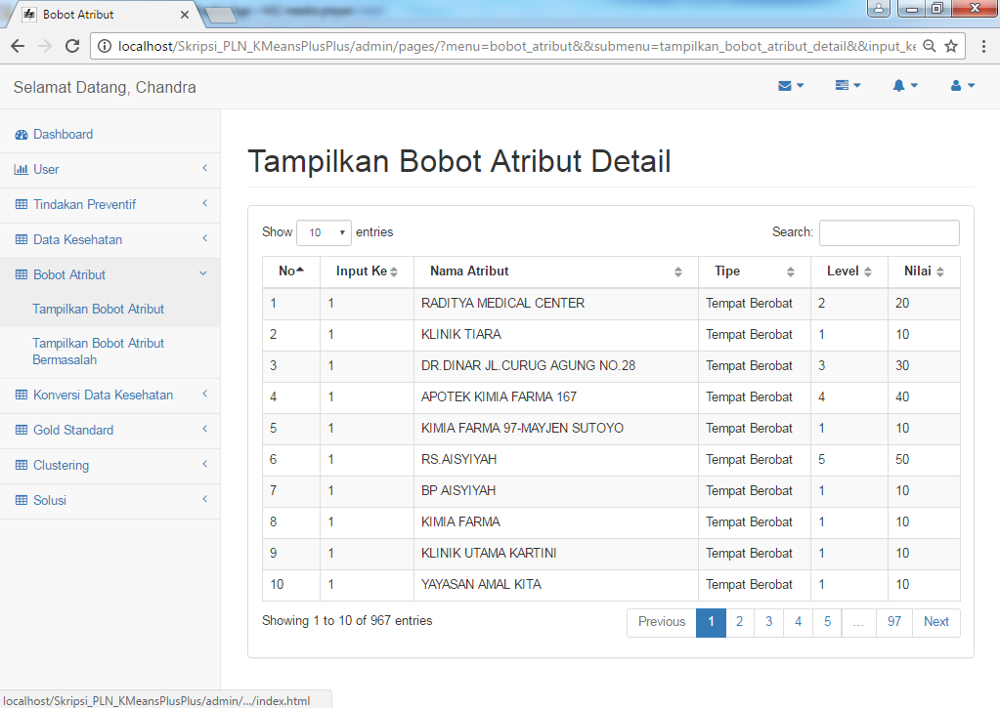 Bobot Atribut
localhost/Skripsi_PLN_KMeansPlusPlus/admin/pages/?menu=bobot_atribut&&submenu=tampilkan_bobot_atribut_detail&&input_ke
Selamat Datang, Chandra
Dashboard
User
Tindakan Preventif
Data Kesehatan
Bobot Atribut
Tampilkan Bobot Atribut
Tampilkan Bobot Atribut
Bermasalah
Konversi Data Kesehatan
Gold Standard
Clustering
Solusi
Tampilkan Bobot Atribut Detail
Show 10 entries
Search:
No Input Ke Nama Atribut Tipe Level Nilai
1 1 RADITYA MEDICAL CENTER Tempat Berobat 2 20
2 1 KLINIK TIARA Tempat Berobat 1 10
3 1 DR.DINAR JL.CURUG AGUNG NO.28 Tempat Berobat 3 30
4 1 APOTEK KIMIA FARMA 167 Tempat Berobat 4 40
5 1 KIMIA FARMA 97-MAYJEN SUTOYO Tempat Berobat 1 10
6 1 RS.AISYIYAH Tempat Berobat 5 50
7 1 BP AISYIYAH Tempat Berobat 1 10
8 1 KIMIA FARMA Tempat Berobat 1 10
9 1 KLINIK UTAMA KARTINI Tempat Berobat 1 10
10 1 YAYASAN AMAL KITA Tempat Berobat 1 10
Showing 1 to 10 of 967 entries
Previous 1 2 3 4 5 ... 97 Next
localhost/Skripsi_PLN_KMeansPlusPlus/admin/.../index.html